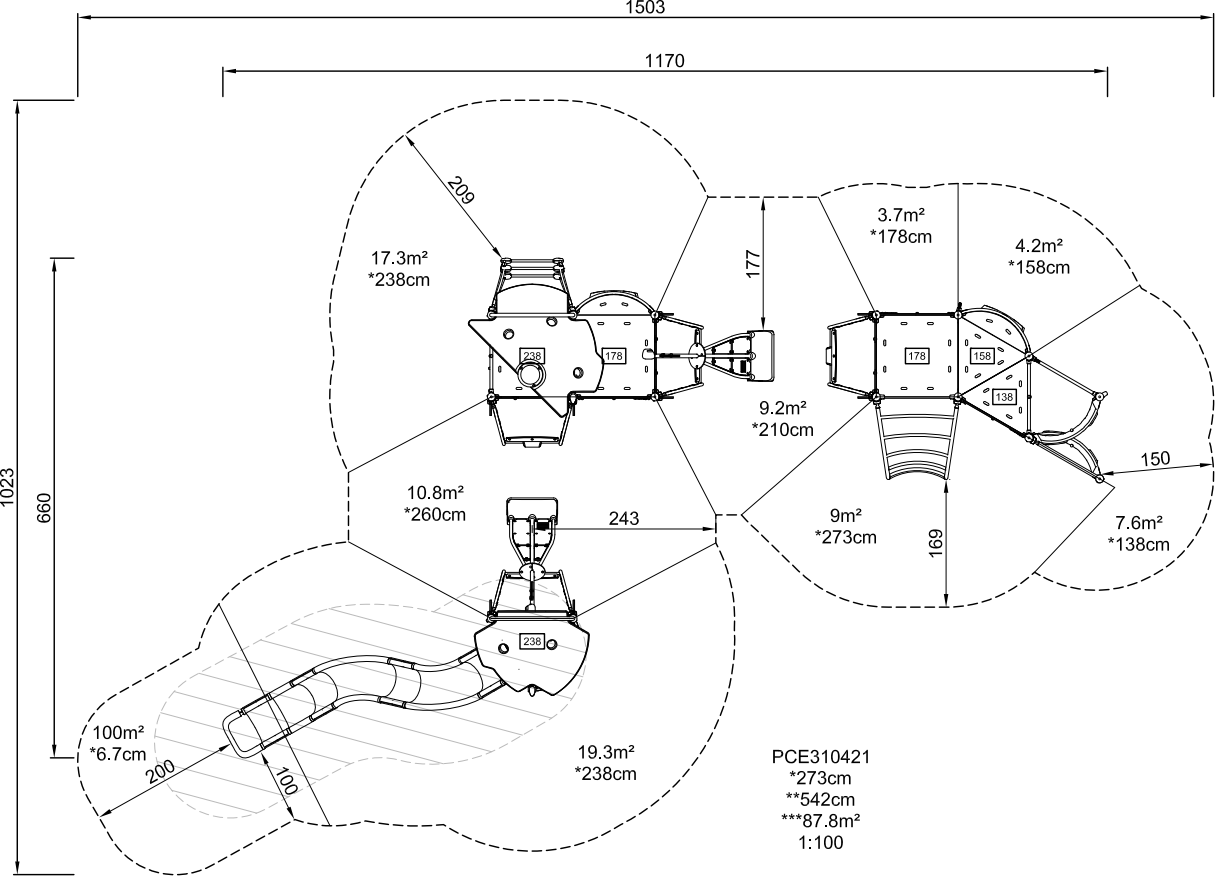 1503
1170
209
3.7m²
*178cm
4.2m²
*158cm
17.3m²
*238cm
177
238
178
178
158
138
9.2m²
*210cm
150
1023
660
10.8m²
*260cm
243
9m²
*273cm
169
7.6m²
*138cm
238
100m²
*6.7cm
200
100
19.3m²
*238cm
PCE310421
*273cm
**542cm
***87.8m²
1:100